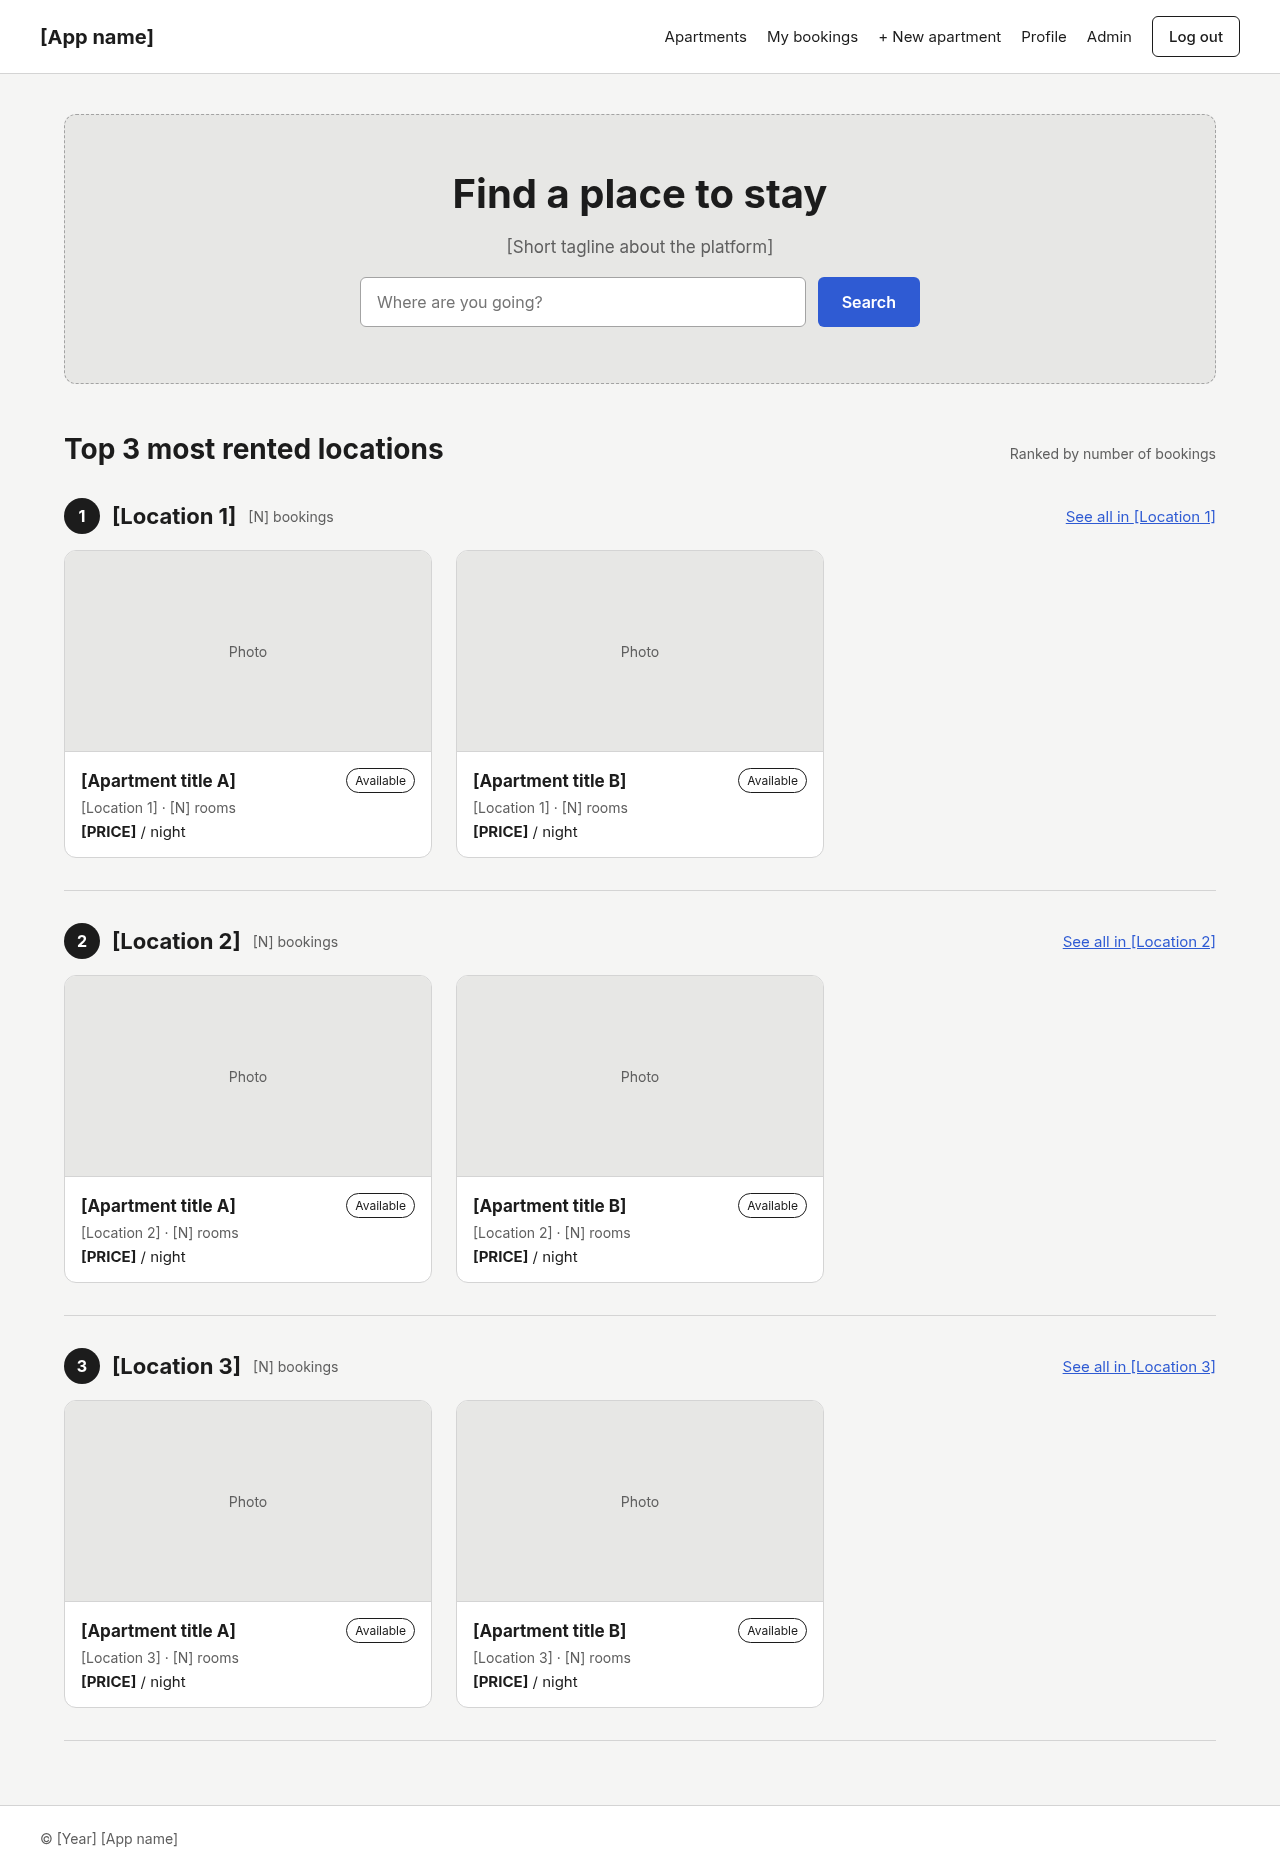 [App name]
Apartments My bookings + New apartment Profile Admin Log out
Find a place to stay
[Short tagline about the platform]
Where are you going? Search
Top 3 most rented locations Ranked by number of bookings
1 [Location 1] [N] bookings See all in [Location 1]
Photo Photo
[Apartment title A] Available [Apartment title B] Available
[Location 1] · [N] rooms [Location 1] · [N] rooms
[PRICE] / night [PRICE] / night
2 [Location 2] [N] bookings See all in [Location 2]
Photo Photo
[Apartment title A] Available [Apartment title B] Available
[Location 2] · [N] rooms [Location 2] · [N] rooms
[PRICE] / night [PRICE] / night
3 [Location 3] [N] bookings See all in [Location 3]
Photo Photo
[Apartment title A] Available [Apartment title B] Available
[Location 3] · [N] rooms [Location 3] · [N] rooms
[PRICE] / night [PRICE] / night
© [Year] [App name]